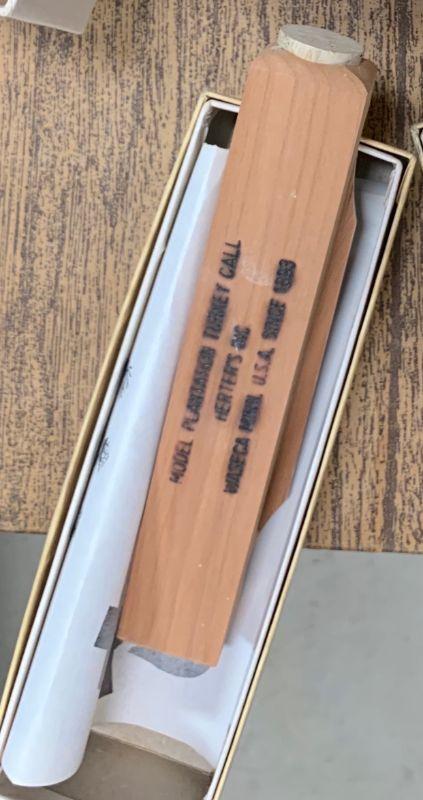 MODEL PLANTATION TURKEY CALL
HERTER'S INC
WASECA MINN. U.S.A. SINCE 1893